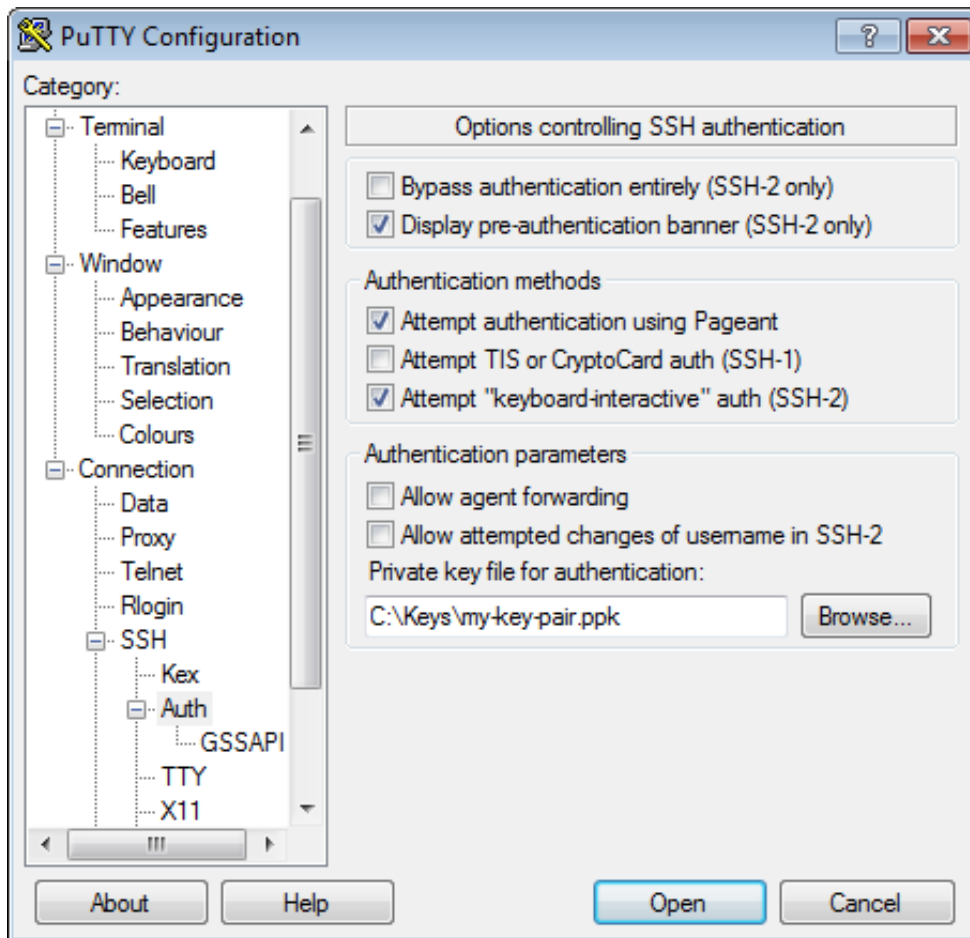 PuTTY Configuration
?
Category:
Terminal
Keyboard
Bell
Features
Window
Appearance
Behaviour
Translation
Selection
Colours
Connection
Data
Proxy
Telnet
Rlogin
SSH
Kex
Auth
GSSAPI
TTY
X11
Options controlling SSH authentication
Bypass authentication entirely (SSH-2 only)
Display pre-authentication banner (SSH-2 only)
Authentication methods
Attempt authentication using Pageant
Attempt TIS or CryptoCard auth (SSH-1)
Attempt "keyboard-interactive" auth (SSH-2)
Authentication parameters
Allow agent forwarding
Allow attempted changes of username in SSH-2
Private key file for authentication:
C:\Keys\my-key-pair.ppk
Browse...
About
Help
Open
Cancel